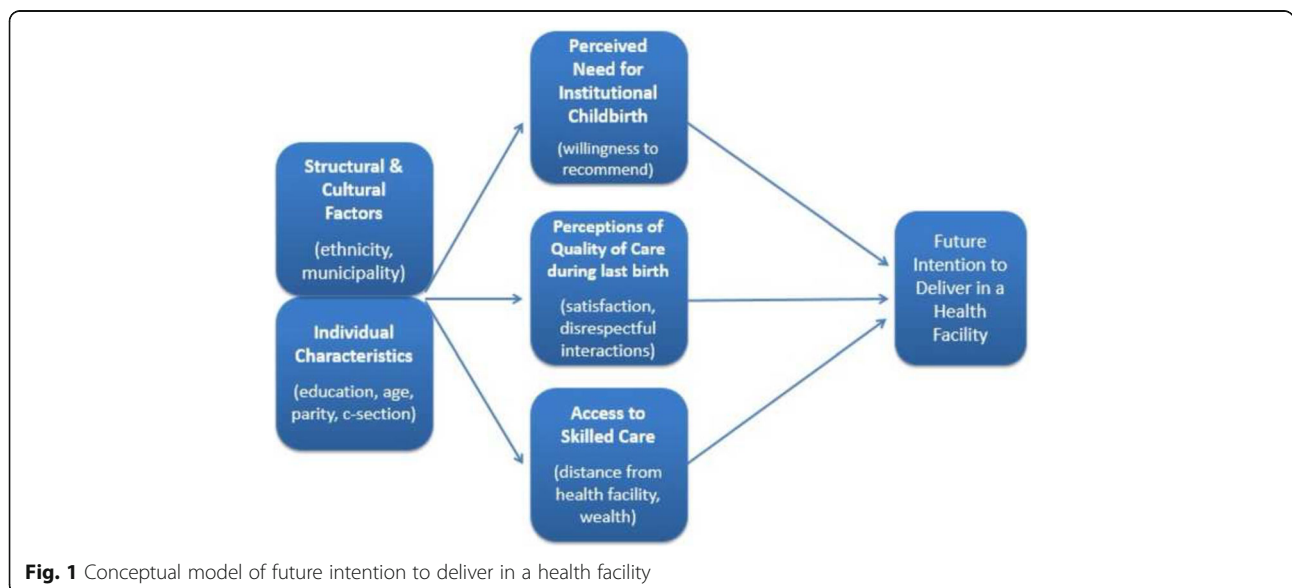 Structural &
Cultural
Factors
(ethnicity,
municipality)
Individual
Characteristics
(education, age,
parity, c-section)
Perceived
Need for
Institutional
Childbirth
(willingness to
recommend)
Perceptions of
Quality of Care
during last birth
(satisfaction,
disrespectful
interactions)
Access to
Skilled Care
(distance from
health facility,
wealth)
Future
Intention to
Deliver in a
Health
Facility
Fig. 1 Conceptual model of future intention to deliver in a health facility